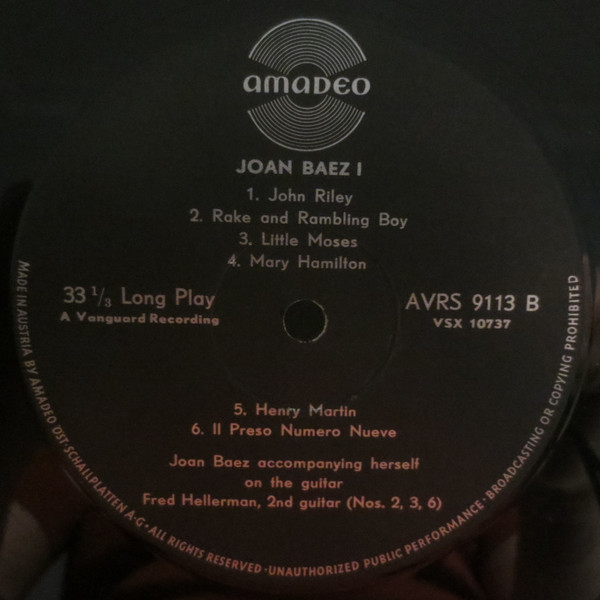 amadeo
JOAN BAEZ I
1. John Riley
2. Rake and Rambling Boy
3. Little Moses
4. Mary Hamilton
33 1/3 Long Play
A Vanguard Recording
AVRS 9113 B
VSX 10737
5. Henry Martin
6. Il Preso Numero Nueve
Joan Baez accompanying herself
on the guitar
Fred Hellerman, 2nd guitar (Nos. 2, 3, 6)
MADE IN AUSTRIA BY AMADEO ÖST·SCHALLPLATTEN A·G· ALL RIGHTS RESERVED·UNAUTHORIZED PUBLIC PERFORMANCE·BROADCASTING OR COPYING PROHIBITED